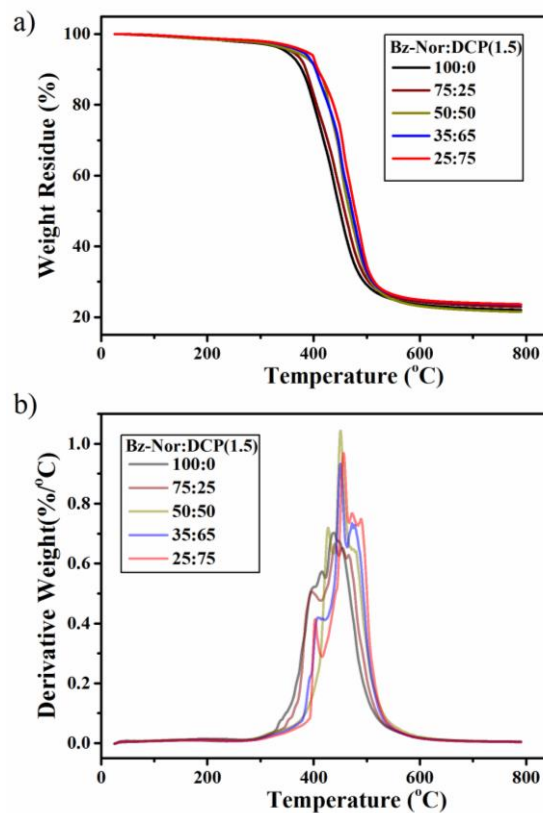 a)
100
80
60
40
20
Weight Residue (%)
Bz-Nor:DCP(1.5)
100:0
75:25
50:50
35:65
25:75
0 200 400 600 800
Temperature (°C)
b)
1.0
0.8
0.6
0.4
0.2
0.0
Derivative Weight(%/°C)
Bz-Nor:DCP(1.5)
100:0
75:25
50:50
35:65
25:75
0 200 400 600 800
Temperature (°C)